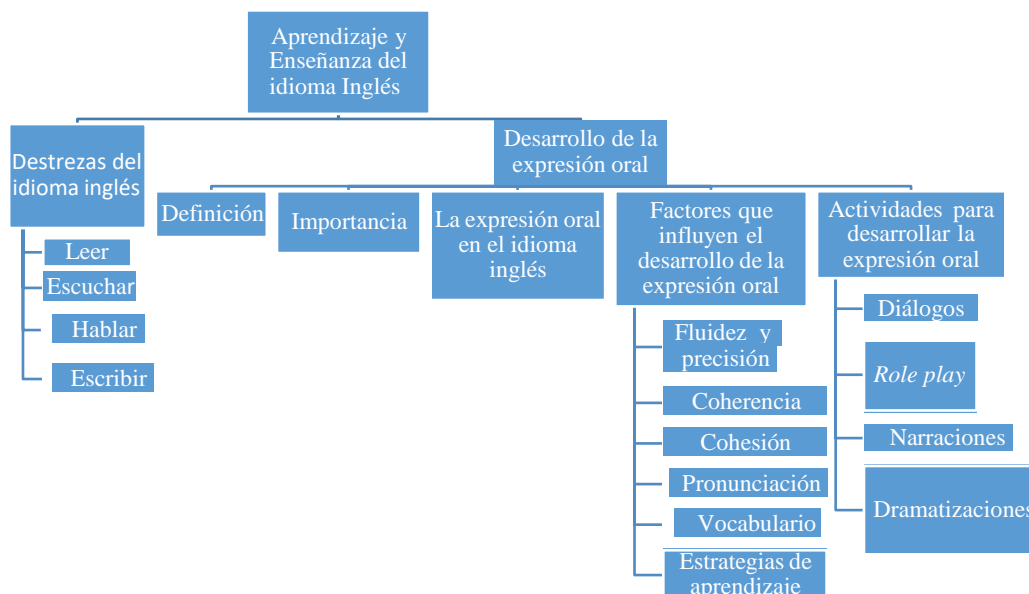 Aprendizaje y
Enseñanza del
idioma Inglés
Destrezas del
idioma inglés
Leer
Escuchar
Hablar
Escribir
Desarrollo de la
expresión oral
Definición
Importancia
La expresión oral
en el idioma
inglés
Factores que
influyen el
desarrollo de la
expresión oral
Fluidez y
precisión
Coherencia
Cohesión
Pronunciación
Vocabulario
Estrategias de
aprendizaje
Actividades para
desarrollar la
expresión oral
Diálogos
Role play
Narraciones
Dramatizaciones